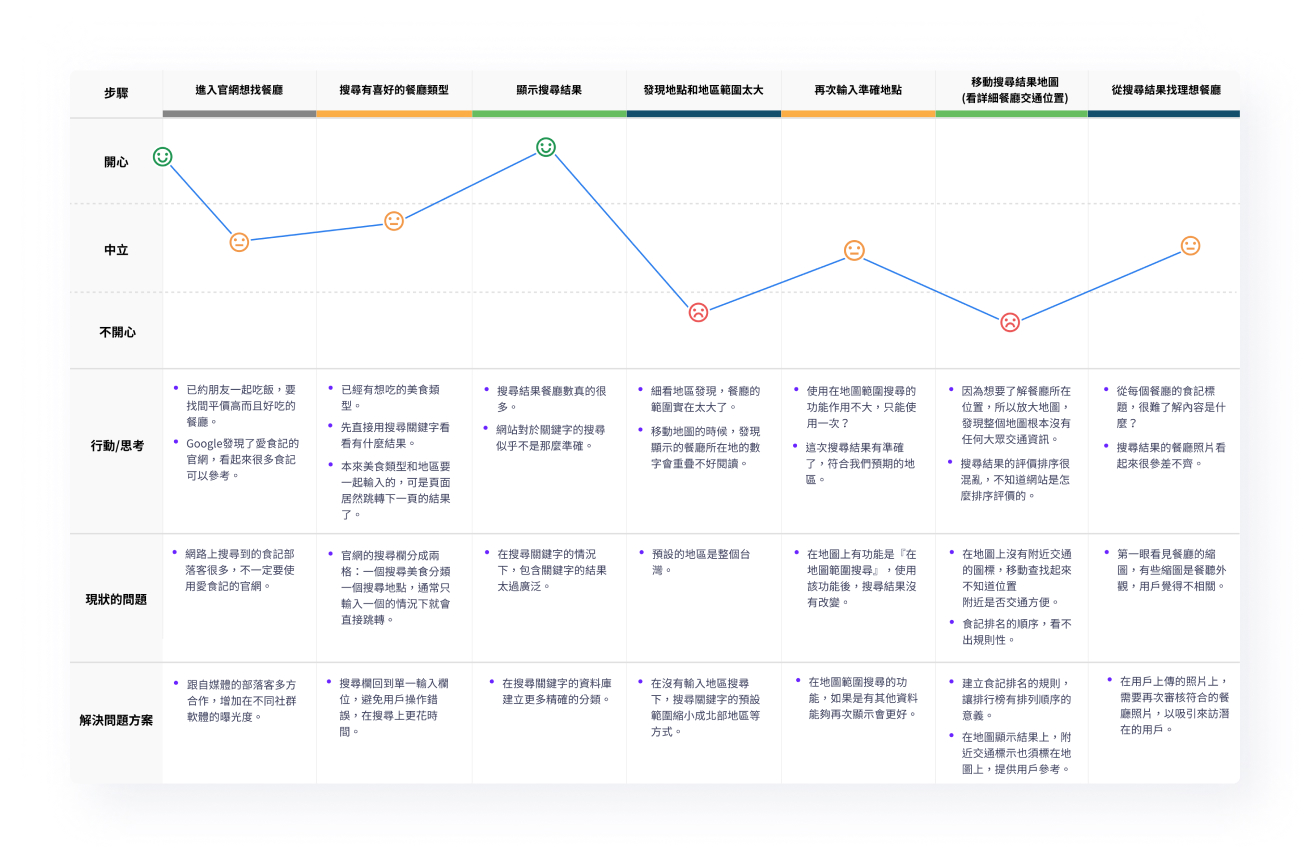 步驟
進入官網想找餐廳
搜尋有喜好的餐廳類型
顯示搜尋結果
發現地點和地區範圍太大
再次輸入準確地點
移動搜尋結果地圖
(看詳細餐廳交通位置)
從搜尋結果找理想餐廳
開心
中立
不開心
行動/思考
已約朋友一起吃飯，要
找間平價高而且好吃的
餐廳。
Google發現了愛食記的
官網，看起來很多食記
可以參考。
已經有想吃的美食類
型。
先直接用搜尋關鍵字看
看有什麼結果。
本來美食類型和地區要
一起輸入的，可是頁面
居然跳轉下一頁的結果
了。
搜尋結果餐廳數真的很
多。
網站對於關鍵字的搜尋
似乎不是那麼準確。
細看地區發現，餐廳的
範圍實在太大了。
移動地圖的時候，發現
顯示的餐廳所在地的數
字會重疊不好閱讀。
使用在地圖範圍搜尋的
功能作用不大，只能使
用一次？
這次搜尋結果有準確
了，符合我們預期的地
區。
因為想要了解餐廳所在
位置，所以放大地圖，
發現整個地圖根本沒有
任何大眾交通資訊。
搜尋結果的評價排序很
混亂，不知道網站是怎
麼排序評價的。
從每個餐廳的食記標
題，很難了解內容是什
麼？
搜尋結果的餐廳照片看
起來很參差不齊。
現狀的問題
網路上搜尋到的食記部
落客很多，不一定要使
用愛食記的官網。
官網的搜尋欄分成兩
格：一個搜尋美食分類
一個搜尋地點，通常只
輸入一個的情況下就會
直接跳轉。
在搜尋關鍵字的情況
下，包含關鍵字的結果
太過廣泛。
預設的地區是整個台
灣。
在地圖上有功能是『在
地圖範圍搜尋』，使用
該功能後，搜尋結果沒
有改變。
在地圖上沒有附近交通
的圖標，移動查找起來
不知道位置
附近是否交通方便。
食記排名的順序，看不
出規則性。
第一眼看見餐廳的縮
圖，有些縮圖是餐聽外
觀，用戶覺得不相關。
解決問題方案
跟自媒體的部落客多方
合作，增加在不同社群
軟體的曝光度。
搜尋欄回到單一輸入欄
位，避免用戶操作錯
誤，在搜尋上更花時
間。
在搜尋關鍵字的資料庫
建立更多精確的分類。
在沒有輸入地區搜尋
下，搜尋關鍵字的預設
範圍縮小成北部地區等
方式。
在地圖範圍搜尋的功
能，如果是有其他資料
能夠再次顯示會更好。
建立食記排名的規則，
讓排行榜有排列順序的
意義。
在地圖顯示結果上，附
近交通標示也須標在地
圖上，提供用戶參考。
在用戶上傳的照片上，
需要再次審核符合的餐
廳照片，以吸引來訪潛
在的用戶。